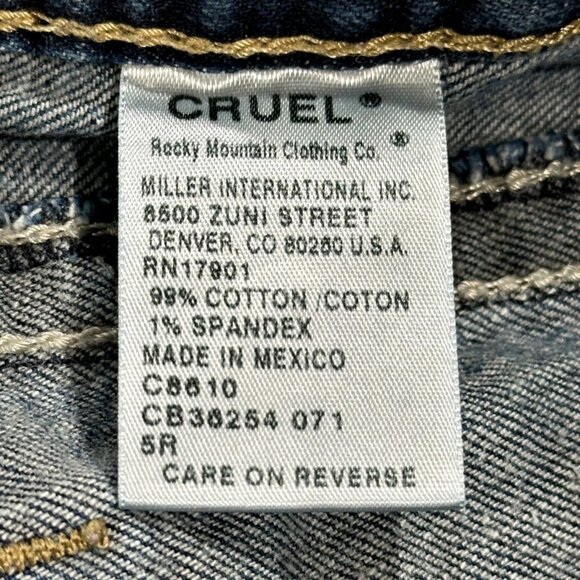 CRUEL®
Rocky Mountain Clothing Co. ®
MILLER INTERNATIONAL INC.
8500 ZUNI STREET
DENVER, CO 80260 U.S.A.
RN17901
99% COTTON /COTON
1% SPANDEX
MADE IN MEXICO
C8610
CB36254 071
5R
CARE ON REVERSE